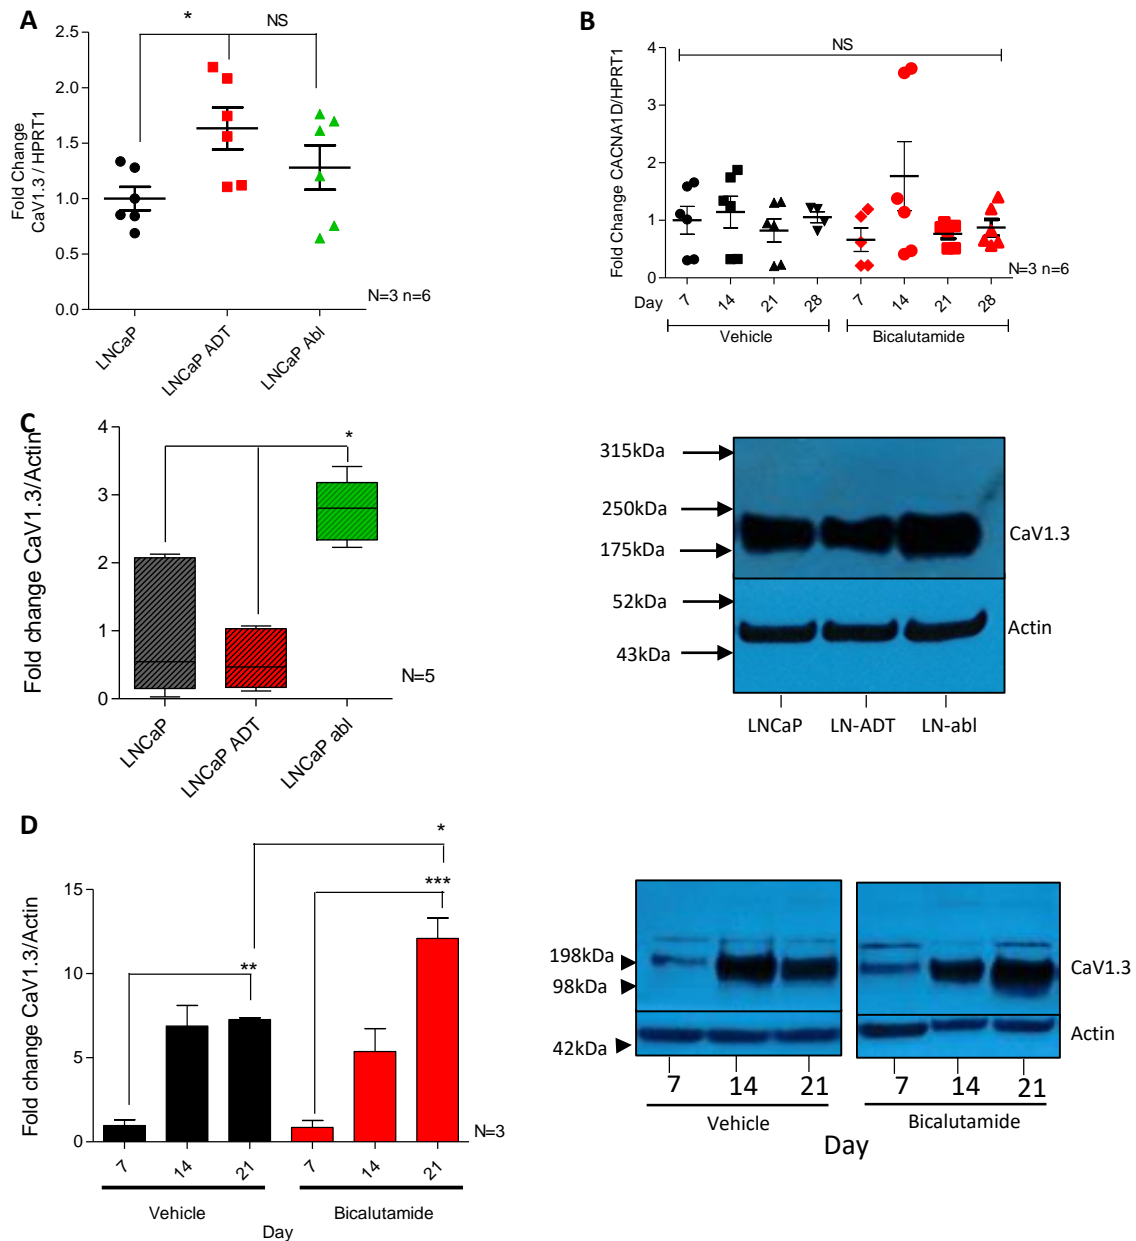 A
*
NS
2.5
2.0
1.5
1.0
0.5
0.0
Fold Change
CaV1.3 / HPRT1
LNCaP
LNCaP ADT
LNCaP Abl
N=3 n=6
B
NS
4
3
2
1
0
Fold Change CACNA1D/HPRT1
N=3 n=6
Day
7
14
21
28
7
14
21
28
Vehicle
Bicalutamide
C
*
4
3
2
1
0
Fold change CaV1.3/Actin
N=5
LNCaP
LNCaP ADT
LNCaP abl
315kDa
250kDa
175kDa
52kDa
43kDa
CaV1.3
Actin
LNCaP
LN-ADT
LN-abl
D
*
***
**
15
10
5
0
Fold change CaV1.3/Actin
N=3
7
14
21
7
14
21
Vehicle
Bicalutamide
Day
198kDa
98kDa
42kDa
CaV1.3
Actin
7
14
21
7
14
21
Vehicle
Bicalutamide
Day